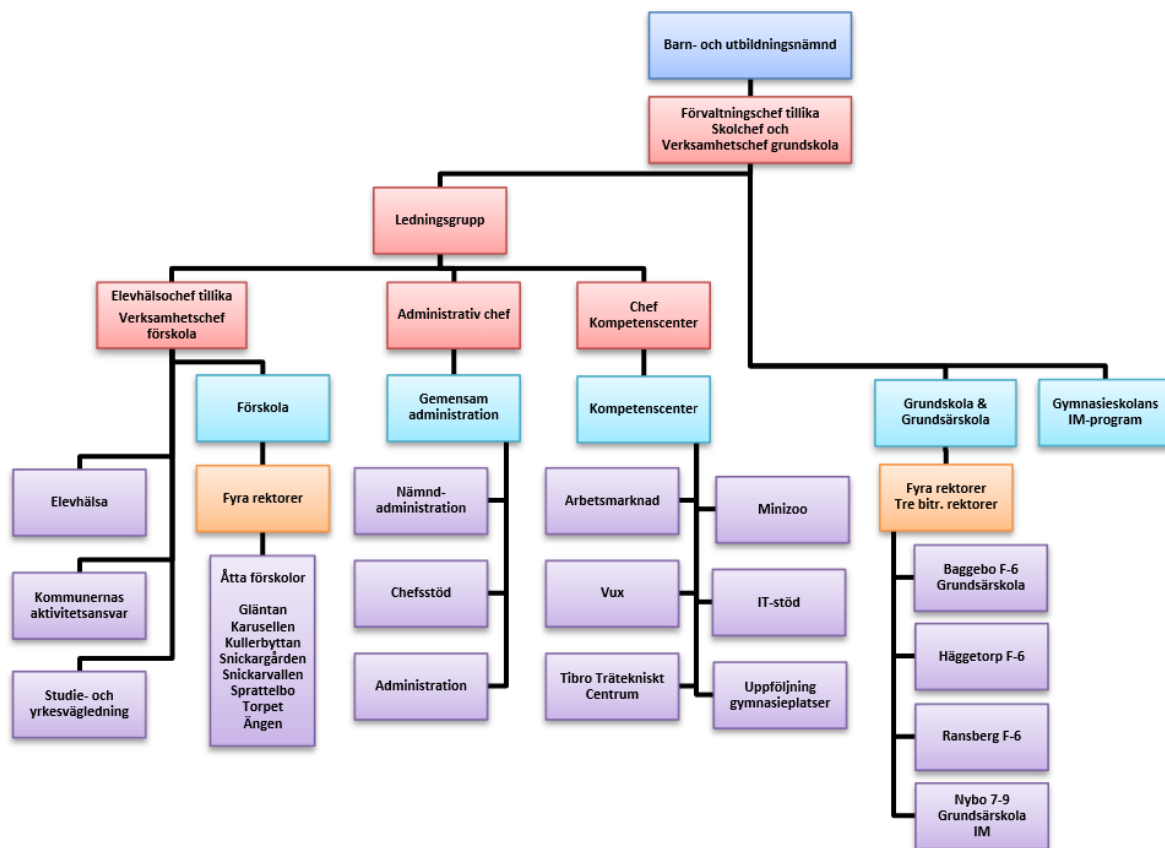 Barn- och utbildningsnämnd
Förvaltningschef tillika
Skolchef och
Verksamhetschef grundskola
Ledningsgrupp
Elevhälsochef tillika
Verksamhetschef
förskola
Administrativ chef
Chef
Kompetenscenter
Förskola
Gemensam
administration
Kompetenscenter
Grundskola &
Grundsärskola
Gymnasieskolans
IM-program
Elevhälsa
Fyra rektorer
Nämnd-
administration
Arbetsmarknad
Minizoo
Fyra rektorer
Tre bitr. rektorer
Kommunernas
aktivitetsansvar
Åtta förskolor
Gläntan
Karusellen
Kullerbyttan
Snickargården
Snickarvallen
Sprattelbo
Torpet
Ängen
Chefsstöd
Vux
IT-stöd
Baggebo F-6
Grundsärskola
Häggetorp F-6
Studie- och
yrkesvägledning
Administration
Tibro Trätekniskt
Centrum
Uppföljning
gymnasieplatser
Ransberg F-6
Nybo 7-9
Grundsärskola
IM